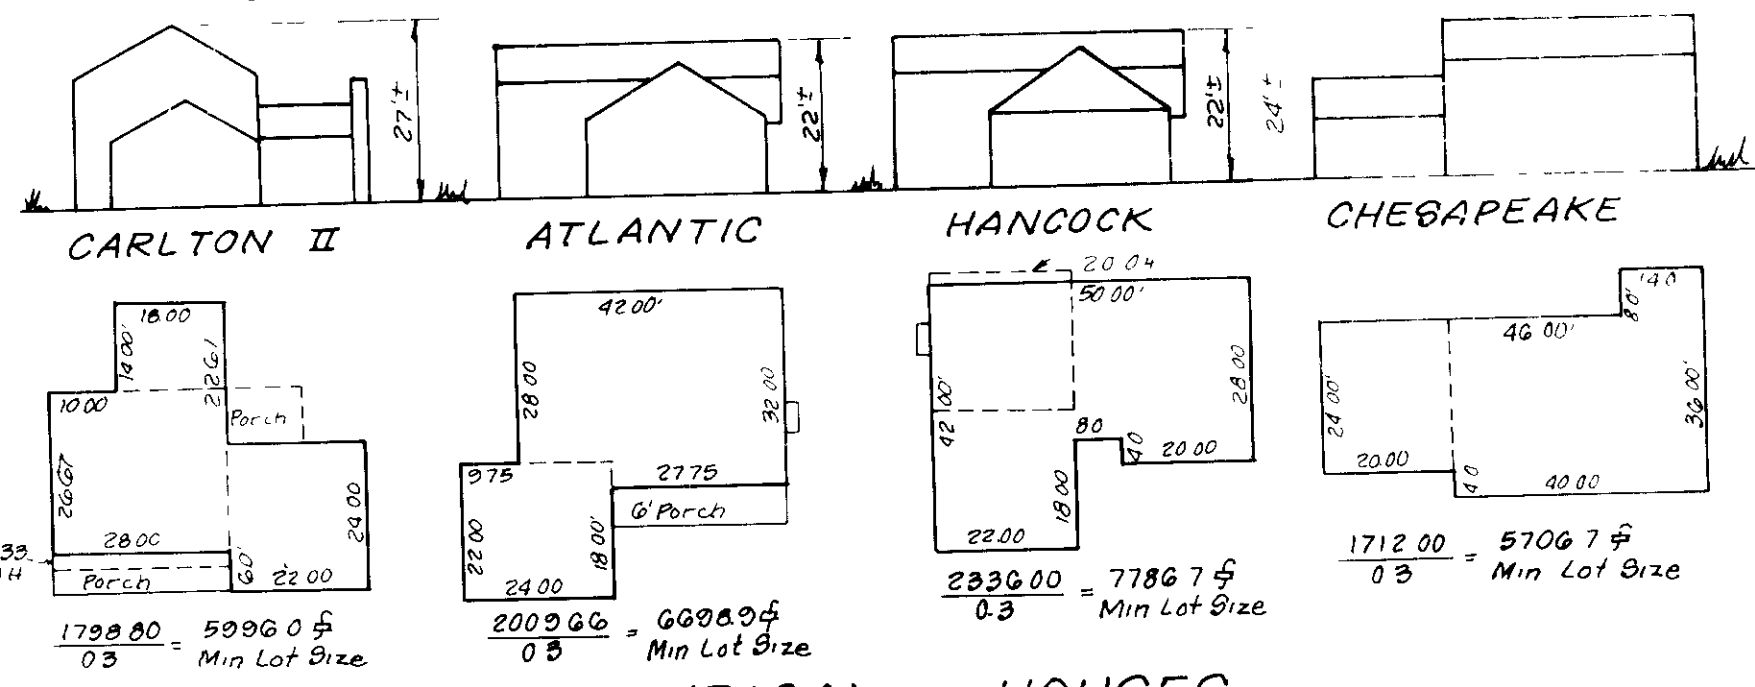 27'±
22'±
22'±
24'±
CARLTON II
ATLANTIC
HANCOCK
CHESAPEAKE
18.00
14.00'
22.61
10.00
Porch
26.67
28.00
24.00
33
Porch
6.0'
22.00
1798 80 / 0 3 = 5996 0 SF
Min Lot Size
42 00'
28 00
32 00
9 75
27 75
6' Porch
22 00
18 00'
24 00
2009 66 / 0 3 = 6698.9 SF
Min Lot Size
20 04
50 00'
42 00'
28 00
8 0
4 0
20 00
18 00
22.00
2336 00 / 0.3 = 7786 7 SF
Min Lot Size
14 0
8 0'
46 00'
24 00'
36 00'
20.00
4 0
40 00
1712 00 / 0 3 = 5706 7 SF
Min Lot Size
HOUSES